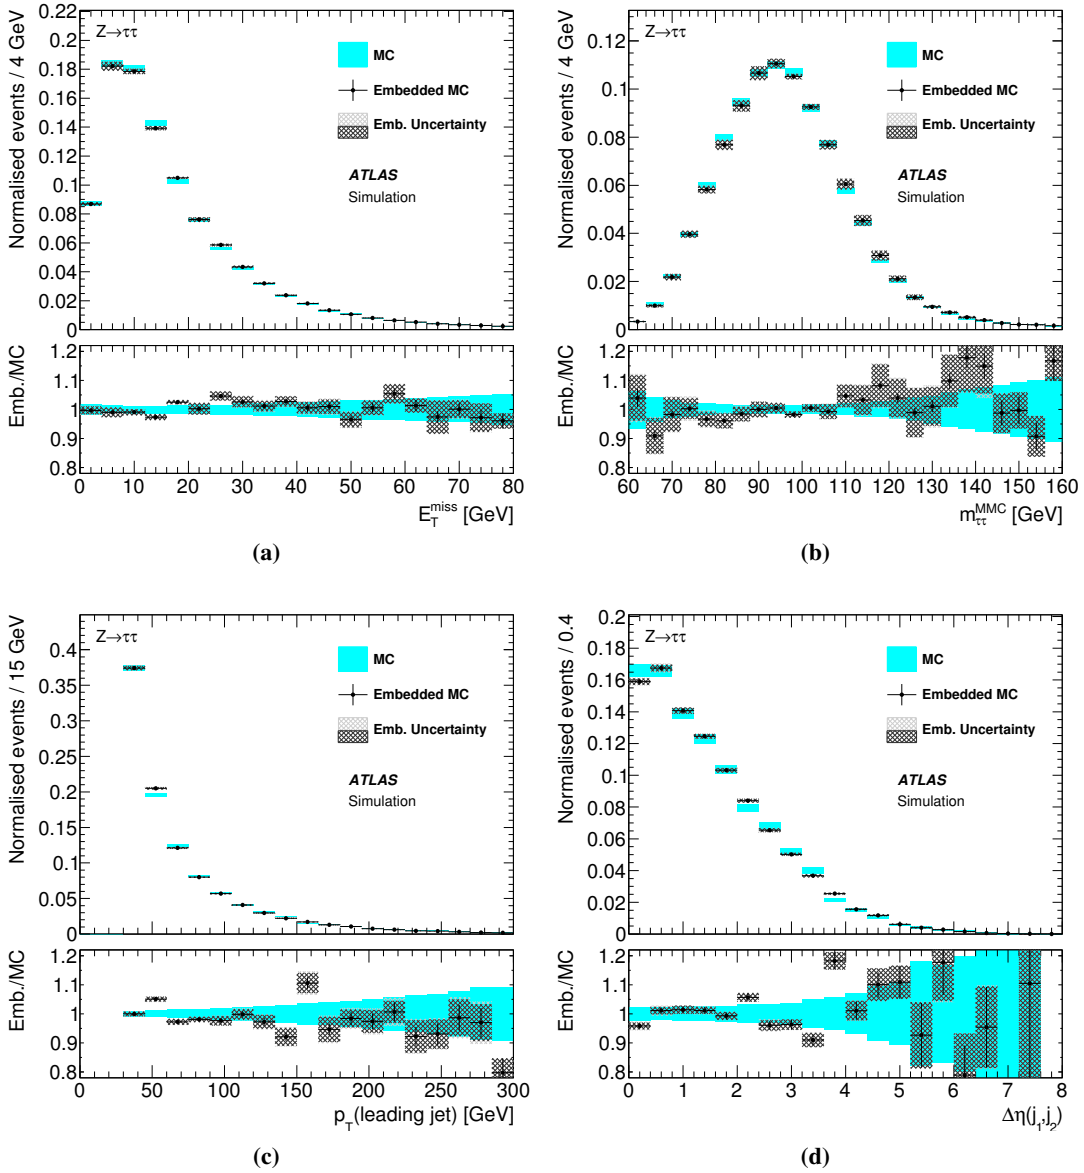 Z→ττ
MC
Embedded MC
Emb. Uncertainty
ATLAS
Simulation
Normalised events / 4 GeV
0.22
0.2
0.18
0.16
0.14
0.12
0.1
0.08
0.06
0.04
0.02
0
Emb./MC
1.2
1.1
1.0
0.9
0.8
0 10 20 30 40 50 60 70 80
E_T^miss [GeV]
(a)
Z→ττ
MC
Embedded MC
Emb. Uncertainty
ATLAS
Simulation
Normalised events / 4 GeV
0.12
0.1
0.08
0.06
0.04
0.02
0
Emb./MC
1.2
1.1
1.0
0.9
0.8
60 70 80 90 100 110 120 130 140 150 160
m_ττ^MMC [GeV]
(b)
Z→ττ
MC
Embedded MC
Emb. Uncertainty
ATLAS
Simulation
Normalised events / 15 GeV
0.4
0.35
0.3
0.25
0.2
0.15
0.1
0.05
0
Emb./MC
1.2
1.1
1.0
0.9
0.8
0 50 100 150 200 250 300
p_T(leading jet) [GeV]
(c)
Z→ττ
MC
Embedded MC
Emb. Uncertainty
ATLAS
Simulation
Normalised events / 0.4
0.2
0.18
0.16
0.14
0.12
0.1
0.08
0.06
0.04
0.02
0
Emb./MC
1.2
1.1
1.0
0.9
0.8
0 1 2 3 4 5 6 7 8
Δη(j_1,j_2)
(d)